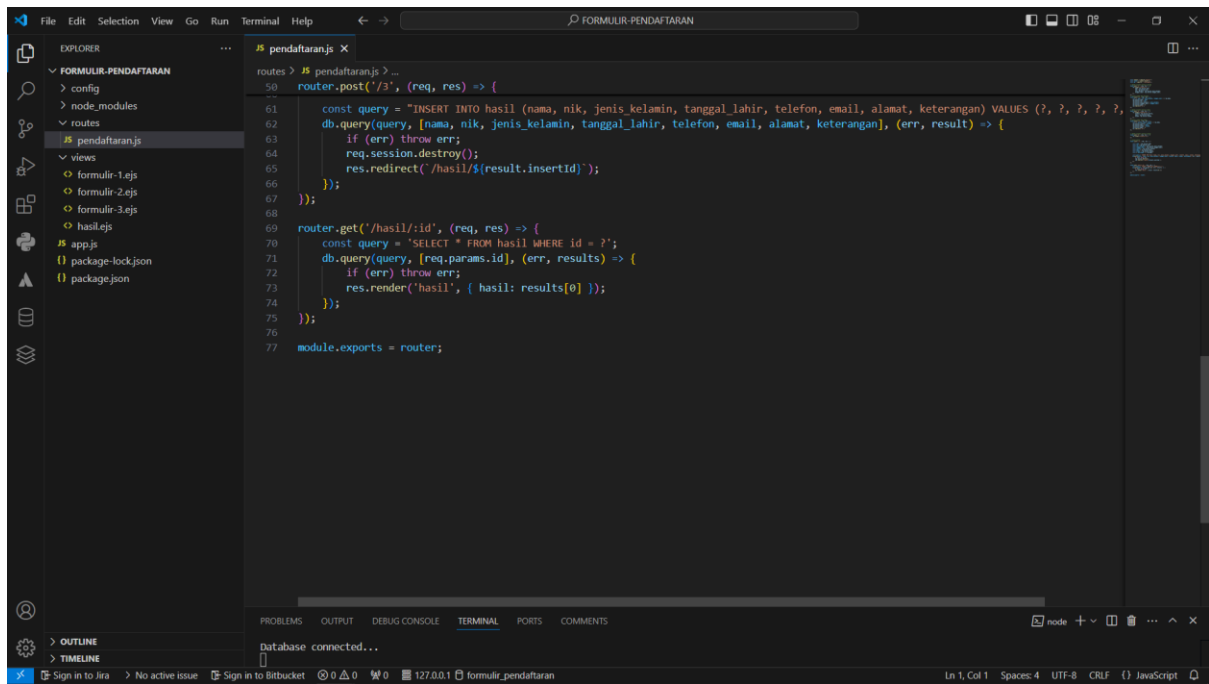 File Edit Selection View Go Run Terminal Help
FORMULIR-PENDAFTARAN
EXPLORER
FORMULIR-PENDAFTARAN
config
node_modules
routes
JS pendaftaran.js
views
<> formulir-1.ejs
<> formulir-2.ejs
<> formulir-3.ejs
<> hasil.ejs
JS app.js
{} package-lock.json
{} package.json
OUTLINE
TIMELINE
JS pendaftaran.js
routes > JS pendaftaran.js > ...
50 router.post('/3', (req, res) => {
61 const query = "INSERT INTO hasil (nama, nik, jenis_kelamin, tanggal_lahir, telefon, email, alamat, keterangan) VALUES (?, ?, ?, ?, ?,
62 db.query(query, [nama, nik, jenis_kelamin, tanggal_lahir, telefon, email, alamat, keterangan], (err, result) => {
63 if (err) throw err;
64 req.session.destroy();
65 res.redirect(`/hasil/${result.insertId}`);
66 });
67 });
68
69 router.get('/hasil/:id', (req, res) => {
70 const query = 'SELECT * FROM hasil WHERE id = ?';
71 db.query(query, [req.params.id], (err, results) => {
72 if (err) throw err;
73 res.render('hasil', { hasil: results[0] });
74 });
75 });
76
77 module.exports = router;
PROBLEMS OUTPUT DEBUG CONSOLE TERMINAL PORTS COMMENTS
node
Database connected...
Sign in to Jira No active issue Sign in to Bitbucket 0 0 0 127.0.0.1 formulir_pendaftaran Ln 1, Col 1 Spaces: 4 UTF-8 CRLF {} JavaScript